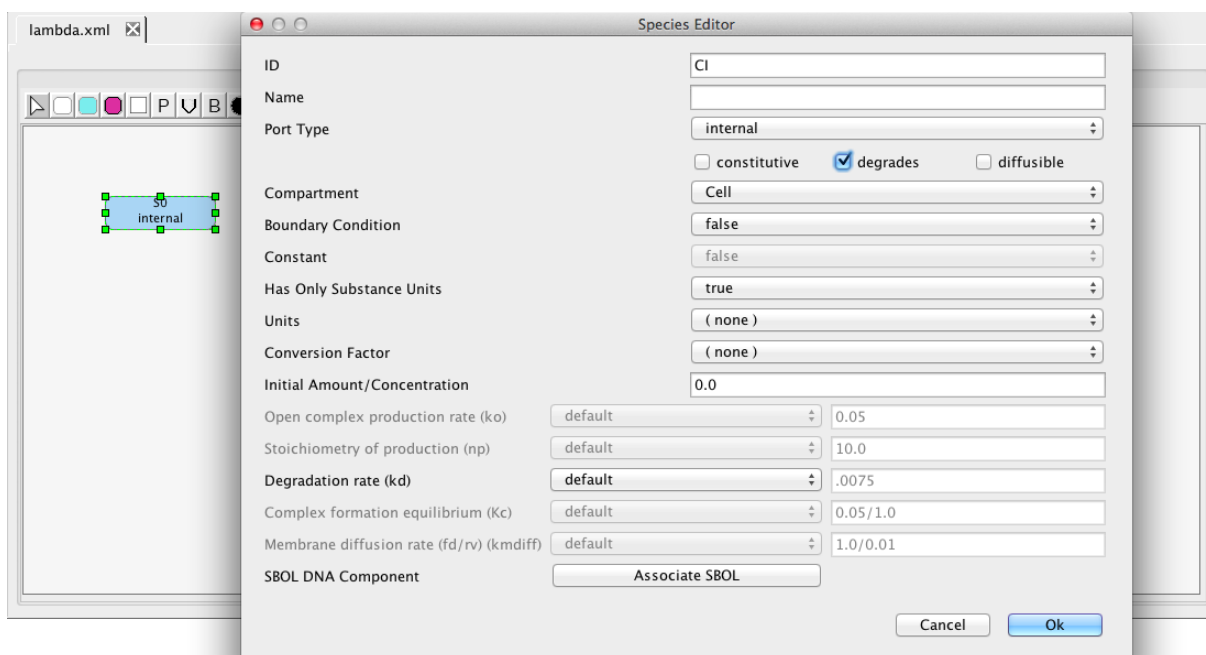 lambda.xml
Species Editor
ID CI
Name
Port Type internal
constitutive degrades diffusible
P V B
Compartment Cell
S0
internal
Boundary Condition false
Constant false
Has Only Substance Units true
Units ( none )
Conversion Factor ( none )
Initial Amount/Concentration 0.0
Open complex production rate (ko) default 0.05
Stoichiometry of production (np) default 10.0
Degradation rate (kd) default .0075
Complex formation equilibrium (Kc) default 0.05/1.0
Membrane diffusion rate (fd/rv) (kmdiff) default 1.0/0.01
SBOL DNA Component Associate SBOL
Cancel Ok